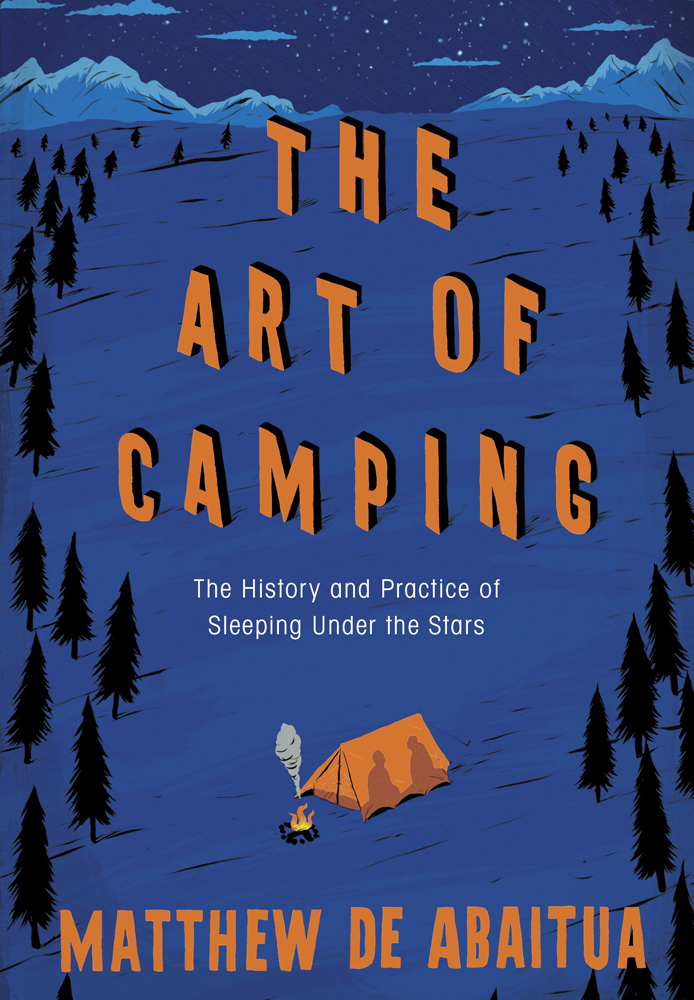 THE
ART OF
CAMPING
The History and Practice of
Sleeping Under the Stars
MATTHEW DE ABAITUA